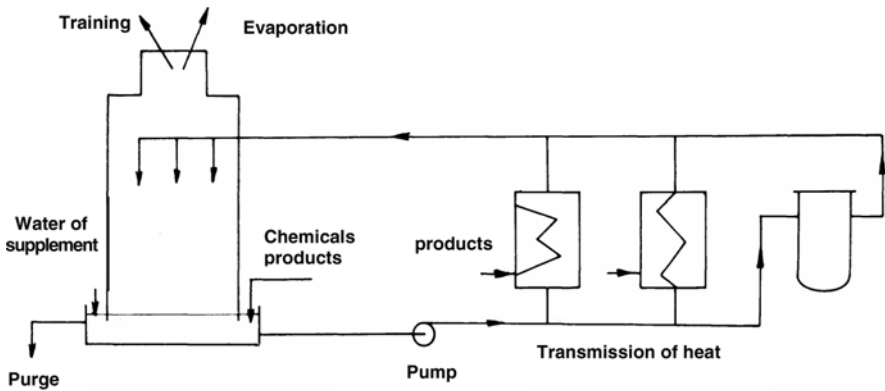 Training
Evaporation
Water of
supplement
Chemicals
products
products
Transmission of heat
Purge
Pump